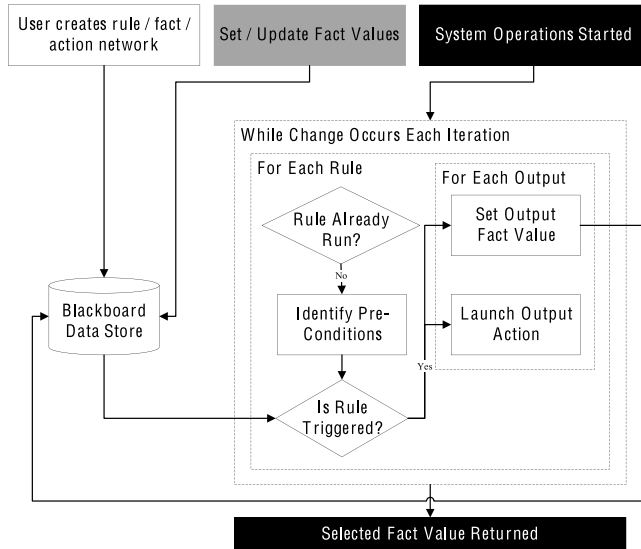 User creates rule / fact /
action network
Set / Update Fact Values
System Operations Started
While Change Occurs Each Iteration
For Each Rule
For Each Output
Rule Already
Run?
Set Output
Fact Value
No
Blackboard
Data Store
Identify Pre-
Conditions
Launch Output
Action
Yes
Is Rule
Triggered?
Selected Fact Value Returned